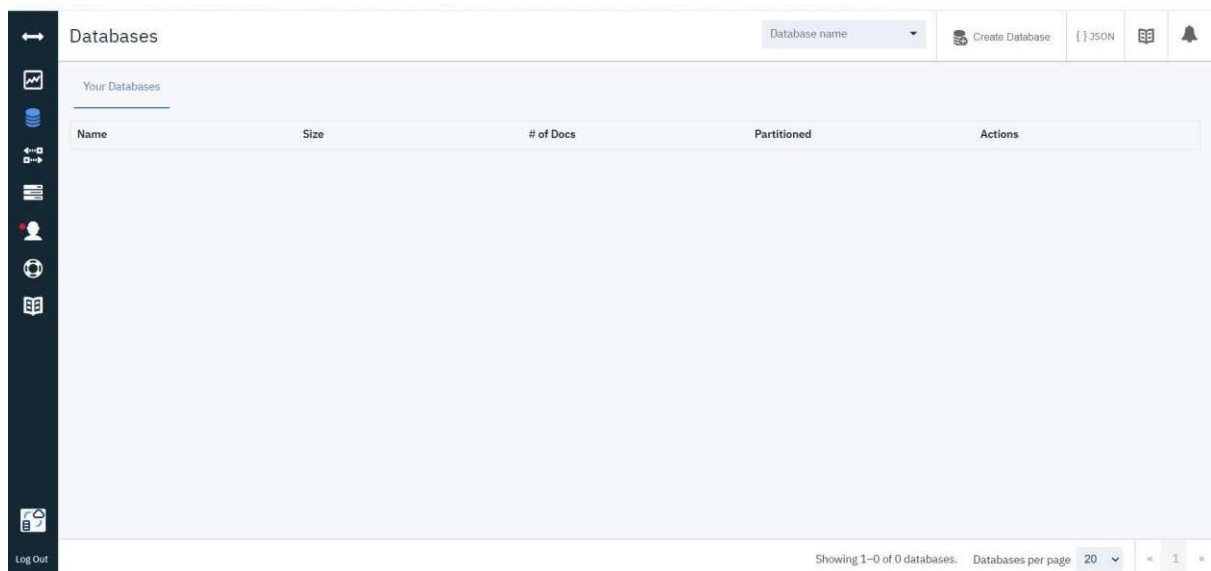 Databases
Database name
Create Database
{ } JSON
Your Databases
Name Size # of Docs Partitioned Actions
Log Out
Showing 1–0 of 0 databases. Databases per page 20 « 1 »